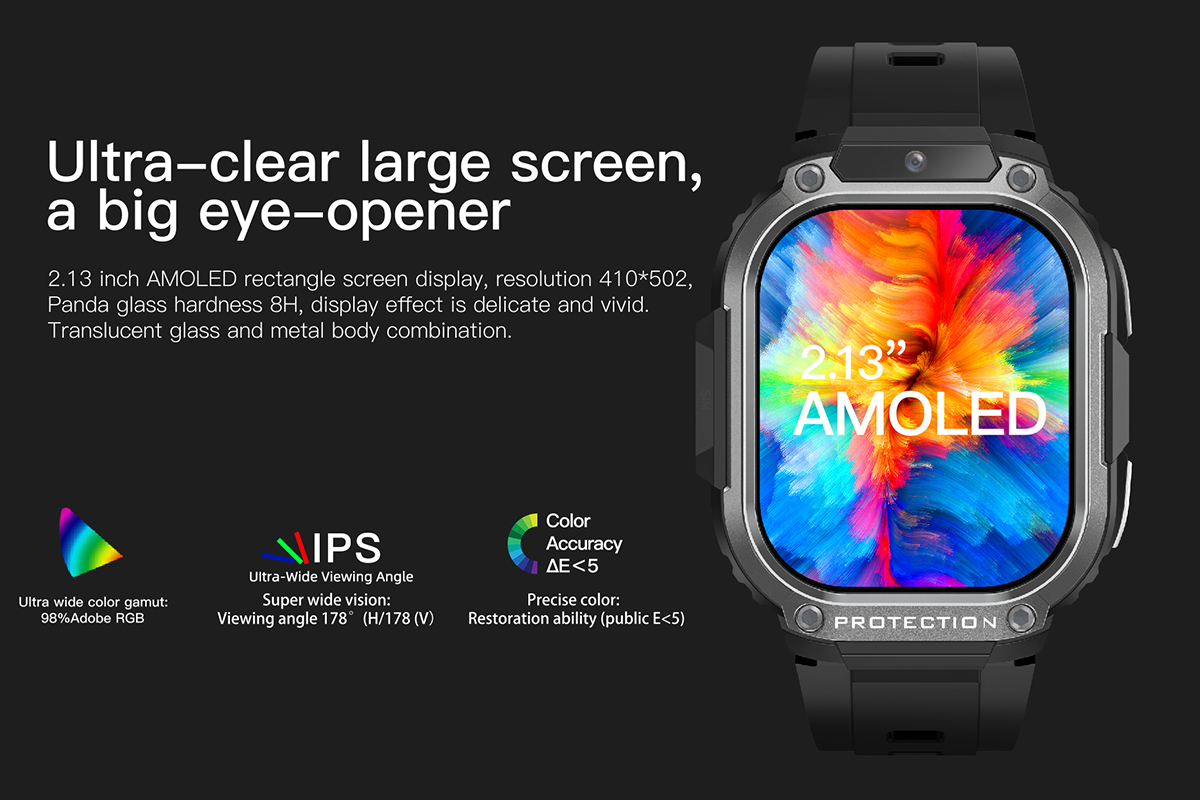 Ultra-clear large screen,
a big eye-opener
2.13 inch AMOLED rectangle screen display, resolution 410*502,
Panda glass hardness 8H, display effect is delicate and vivid.
Translucent glass and metal body combination.
2.13”
AMOLED
PROTECTION
Ultra wide color gamut:
98%Adobe RGB
IPS
Ultra-Wide Viewing Angle
Super wide vision:
Viewing angle 178° (H/178 (V)
Color
Accuracy
ΔE<5
Precise color:
Restoration ability (public E<5)